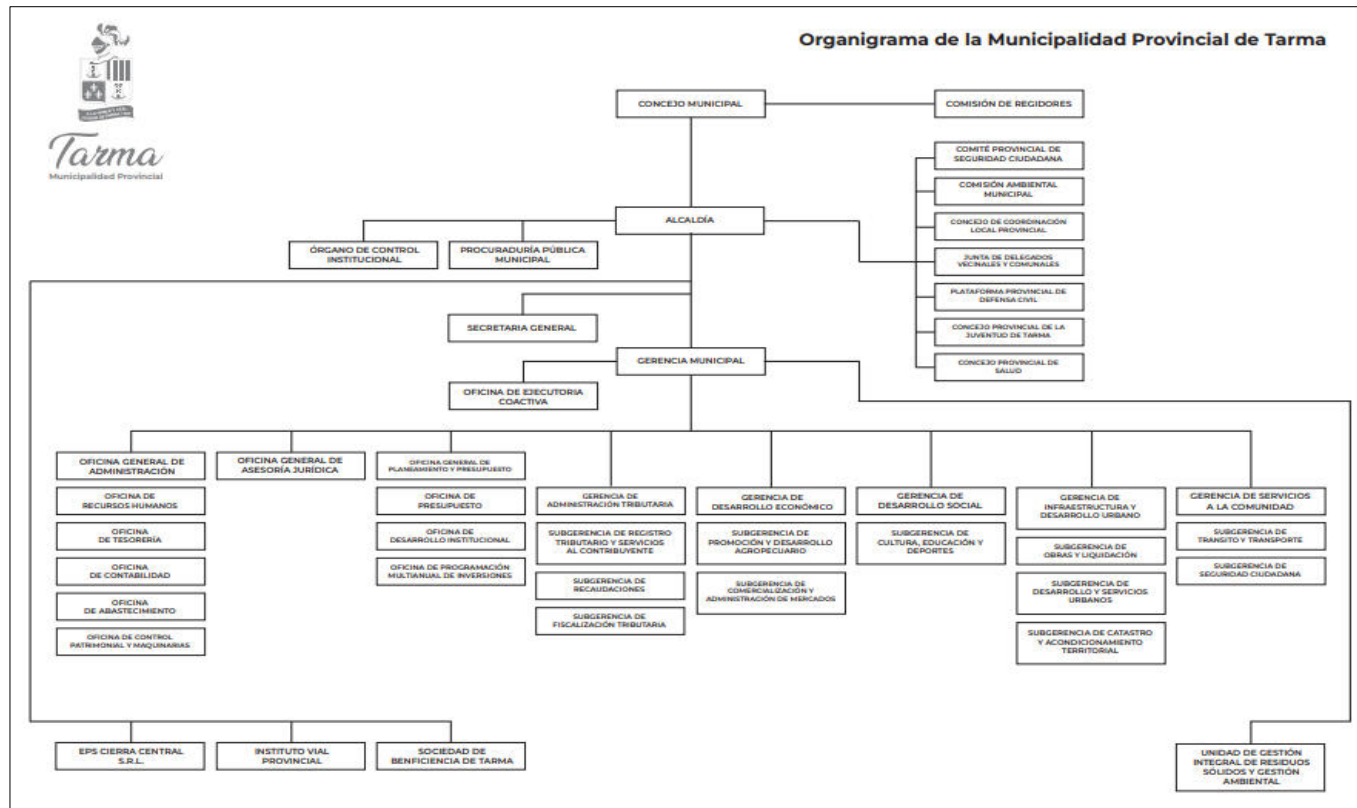 Organigrama de la Municipalidad Provincial de Tarma
Tarma
Municipalidad Provincial
CONCEJO MUNICIPAL
COMISIÓN DE REGIDORES
COMITÉ PROVINCIAL DE
SEGURIDAD CIUDADANA
COMISIÓN AMBIENTAL
MUNICIPAL
CONCEJO DE COORDINACIÓN
LOCAL PROVINCIAL
JUNTA DE DELEGADOS
VECINALES Y COMUNALES
PLATAFORMA PROVINCIAL DE
DEFENSA CIVIL
CONCEJO PROVINCIAL DE LA
JUVENTUD DE TARMA
CONCEJO PROVINCIAL DE
SALUD
ALCALDÍA
ÓRGANO DE CONTROL
INSTITUCIONAL
PROCURADURÍA PÚBLICA
MUNICIPAL
SECRETARIA GENERAL
GERENCIA MUNICIPAL
OFICINA DE EJECUTORIA
COACTIVA
OFICINA GENERAL DE
ADMINISTRACIÓN
OFICINA DE
RECURSOS HUMANOS
OFICINA
DE TESORERÍA
OFICINA
DE CONTABILIDAD
OFICINA
DE ABASTECIMIENTO
OFICINA DE CONTROL
PATRIMONIAL Y MAQUINARIAS
OFICINA GENERAL DE
ASESORÍA JURÍDICA
OFICINA GENERAL DE
PLANEAMIENTO Y PRESUPUESTO
OFICINA DE
PRESUPUESTO
OFICINA DE
DESARROLLO INSTITUCIONAL
OFICINA DE PROGRAMACIÓN
MULTIANUAL DE INVERSIONES
GERENCIA DE
ADMINISTRACIÓN TRIBUTARIA
SUBGERENCIA DE REGISTRO
TRIBUTARIO Y SERVICIOS
AL CONTRIBUYENTE
SUBGERENCIA DE
RECAUDACIONES
SUBGERENCIA DE
FISCALIZACIÓN TRIBUTARIA
GERENCIA DE
DESARROLLO ECONÓMICO
SUBGERENCIA DE
PROMOCIÓN Y DESARROLLO
AGROPECUARIO
SUBGERENCIA DE
COMERCIALIZACIÓN Y
ADMINISTRACIÓN DE MERCADOS
GERENCIA DE
DESARROLLO SOCIAL
SUBGERENCIA DE
CULTURA, EDUCACIÓN Y
DEPORTES
GERENCIA DE
INFRAESTRUCTURA Y
DESARROLLO URBANO
SUBGERENCIA DE
OBRAS Y LIQUIDACIÓN
SUBGERENCIA DE
DESARROLLO Y SERVICIOS
URBANOS
SUBGERENCIA DE CATASTRO
Y ACONDICIONAMIENTO
TERRITORIAL
GERENCIA DE SERVICIOS
A LA COMUNIDAD
SUBGERENCIA DE
TRANSITO Y TRANSPORTE
SUBGERENCIA DE
SEGURIDAD CIUDADANA
EPS CIERRA CENTRAL
S.R.L.
INSTITUTO VIAL
PROVINCIAL
SOCIEDAD DE
BENFICIENCIA DE TARMA
UNIDAD DE GESTIÓN
INTEGRAL DE RESIDUOS
SÓLIDOS Y GESTIÓN
AMBIENTAL